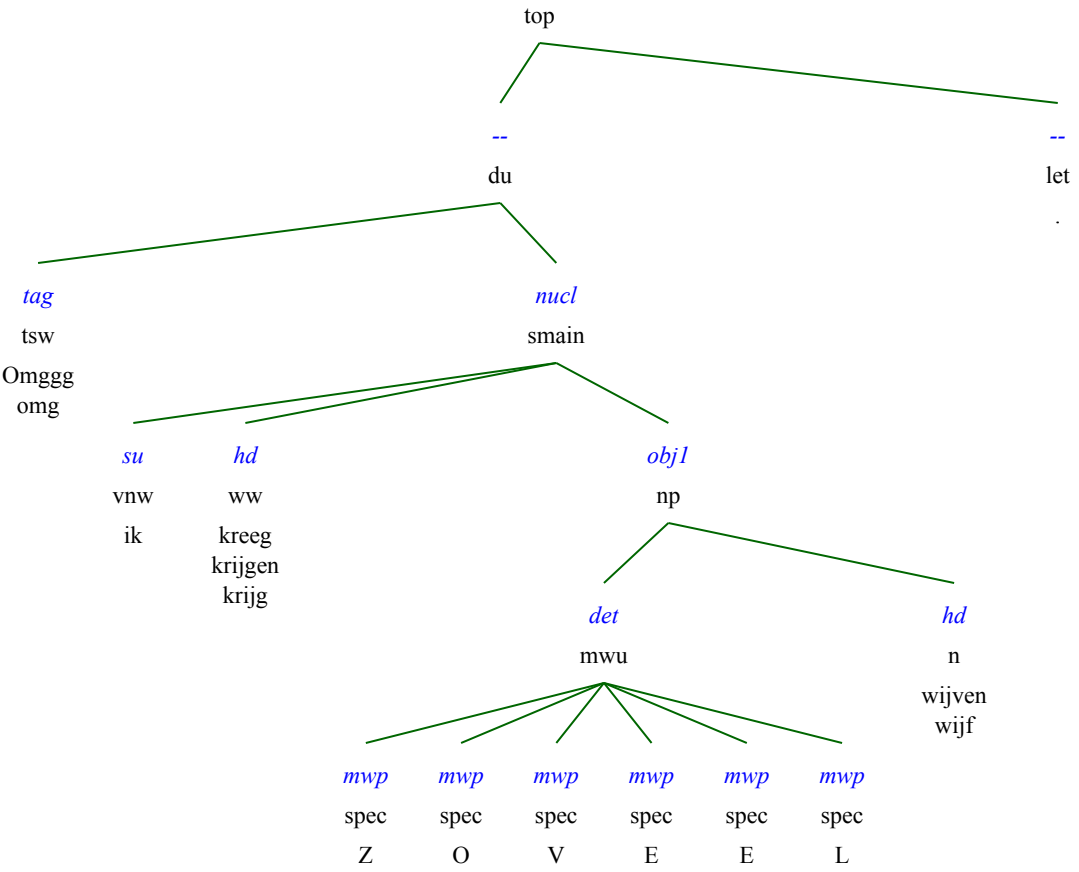 top
-- --
du let
.
tag nucl
tsw smain
Omggg
omg
su hd obj1
vnw ww np
ik kreeg
krijgen
krijg
det hd
mwu n
wijven
wijf
mwp mwp mwp mwp mwp mwp
spec spec spec spec spec spec
Z O V E E L